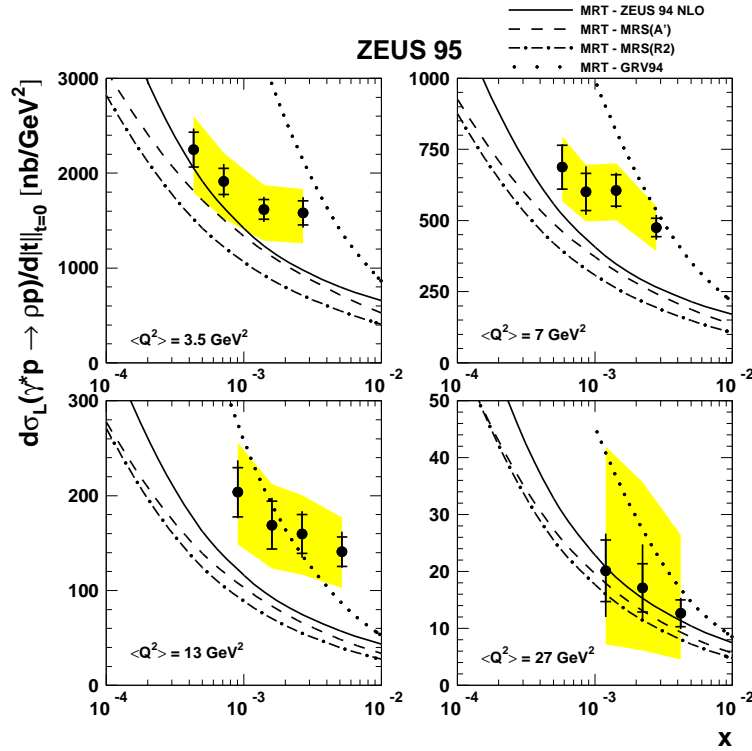 MRT - ZEUS 94 NLO
MRT - MRS(A')
MRT - MRS(R2)
MRT - GRV94
ZEUS 95
dσ_L(γ*p → ρp)/d|t||_{t=0} [nb/GeV²]
3000
2000
1000
0
<Q²> = 3.5 GeV²
10⁻⁴ 10⁻³ 10⁻²
1000
750
500
250
0
<Q²> = 7 GeV²
10⁻⁴ 10⁻³ 10⁻²
300
200
100
0
<Q²> = 13 GeV²
10⁻⁴ 10⁻³ 10⁻²
50
40
30
20
10
0
<Q²> = 27 GeV²
10⁻⁴ 10⁻³ 10⁻²
x